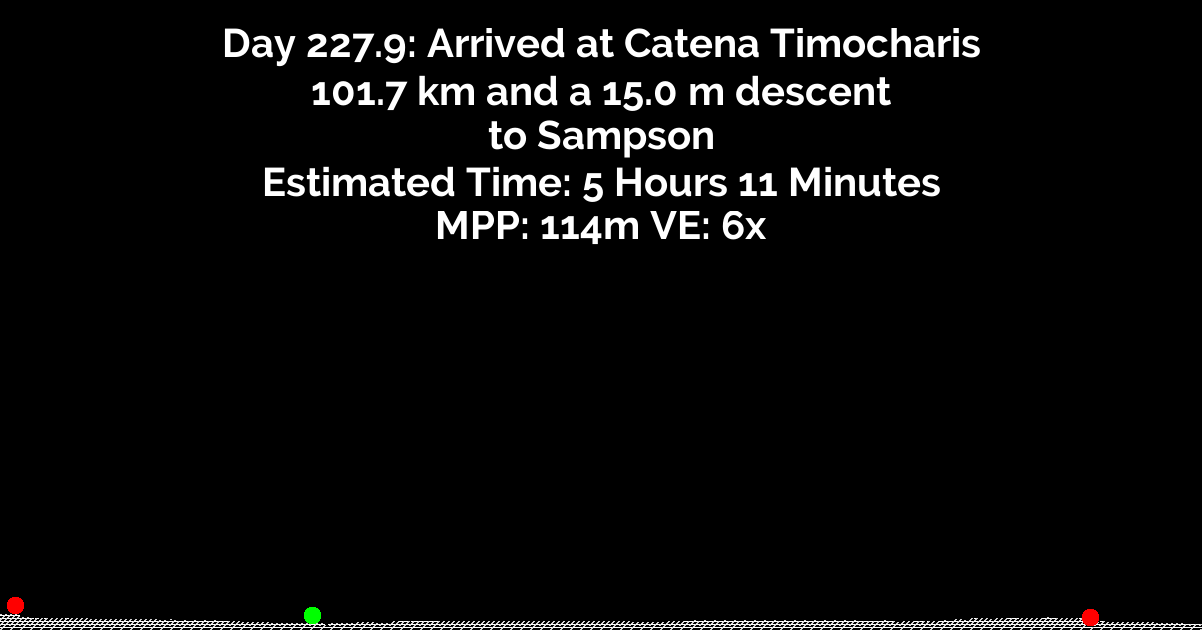 Day 227.9: Arrived at Catena Timocharis
101.7 km and a 15.0 m descent
to Sampson
Estimated Time: 5 Hours 11 Minutes
MPP: 114m VE: 6x